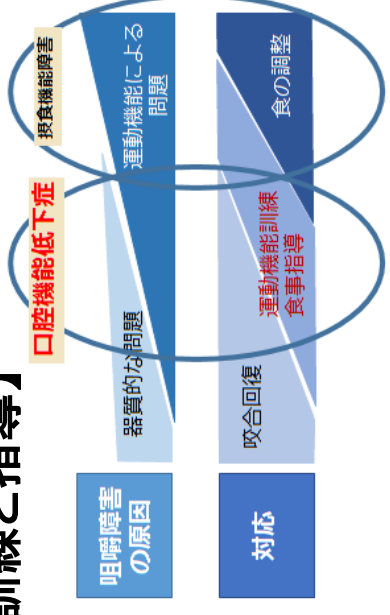 訓練と指導】
口腔機能低下症
摂食機能障害
咀嚼障害
の原因
器質的な問題
運動機能による
問題
対応
咬合回復
運動機能訓練
食事指導
食の調整